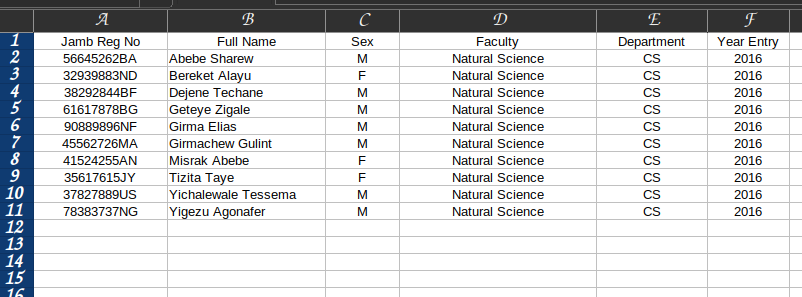 A B C D E F
1 Jamb Reg No Full Name Sex Faculty Department Year Entry
2 56645262BA Abebe Sharew M Natural Science CS 2016
3 32939883ND Bereket Alayu F Natural Science CS 2016
4 38292844BF Dejene Techane M Natural Science CS 2016
5 61617878BG Geteye Zigale M Natural Science CS 2016
6 90889896NF Girma Elias M Natural Science CS 2016
7 45562726MA Girmachew Gulint M Natural Science CS 2016
8 41524255AN Misrak Abebe F Natural Science CS 2016
9 35617615JY Tizita Taye F Natural Science CS 2016
10 37827889US Yichalewale Tessema M Natural Science CS 2016
11 78383737NG Yigezu Agonafer M Natural Science CS 2016
12
13
14
15
16